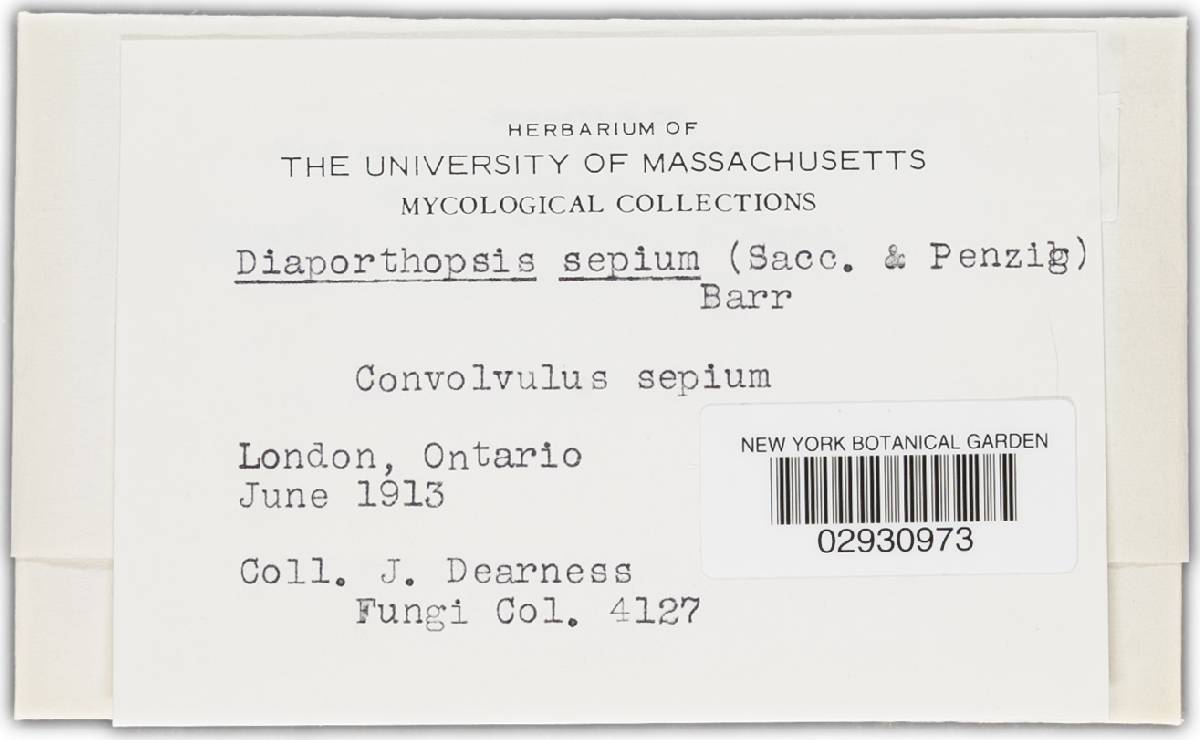 HERBARIUM OF
THE UNIVERSITY OF MASSACHUSETTS
MYCOLOGICAL COLLECTIONS
Diaporthopsis sepium (Sacc. & Penzig)
Barr
Convolvulus sepium
London, Ontario
June 1913
Coll. J. Dearness
Fungi Col. 4127
NEW YORK BOTANICAL GARDEN
02930973